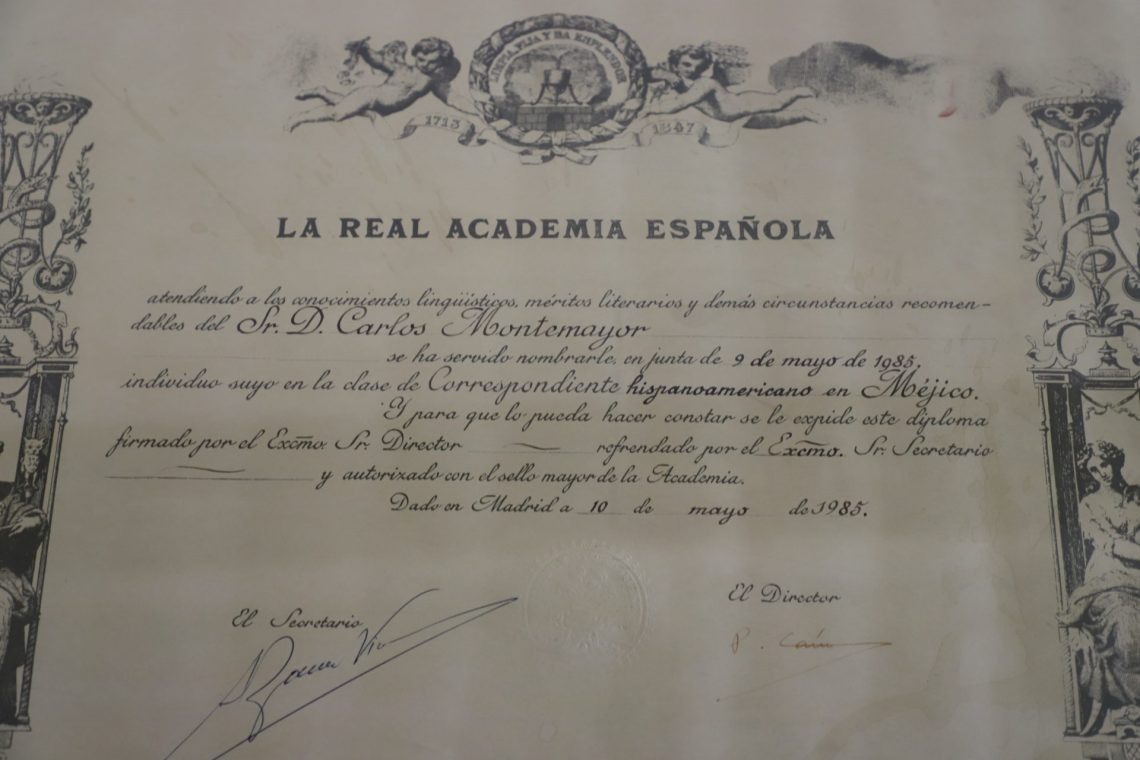 LIMPIA, FIJA Y DA ESPLENDOR
1713 1847
LA REAL ACADEMIA ESPAÑOLA
atendiendo a los conocimientos lingüísticos, méritos literarios y demás circunstancias recomen-
dables del Sr. D. Carlos Montemayor
se ha servido nombrarle, en junta de 9 de mayo de 1985,
individuo suyo en la clase de Correspondiente hispanoamericano en Méjico.
Y para que lo pueda hacer constar se le expide este diploma
firmado por el Excmo. Sr. Director refrendado por el Excmo. Sr. Secretario
y autorizado con el sello mayor de la Academia.
Dado en Madrid a 10 de mayo de 1985.
El Secretario
El Director